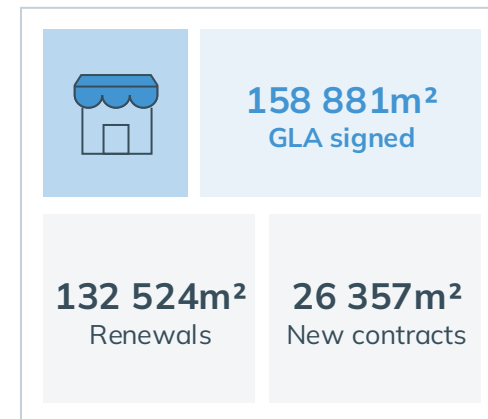 158 881m²
GLA signed
132 524m²
Renewals
26 357m²
New contracts